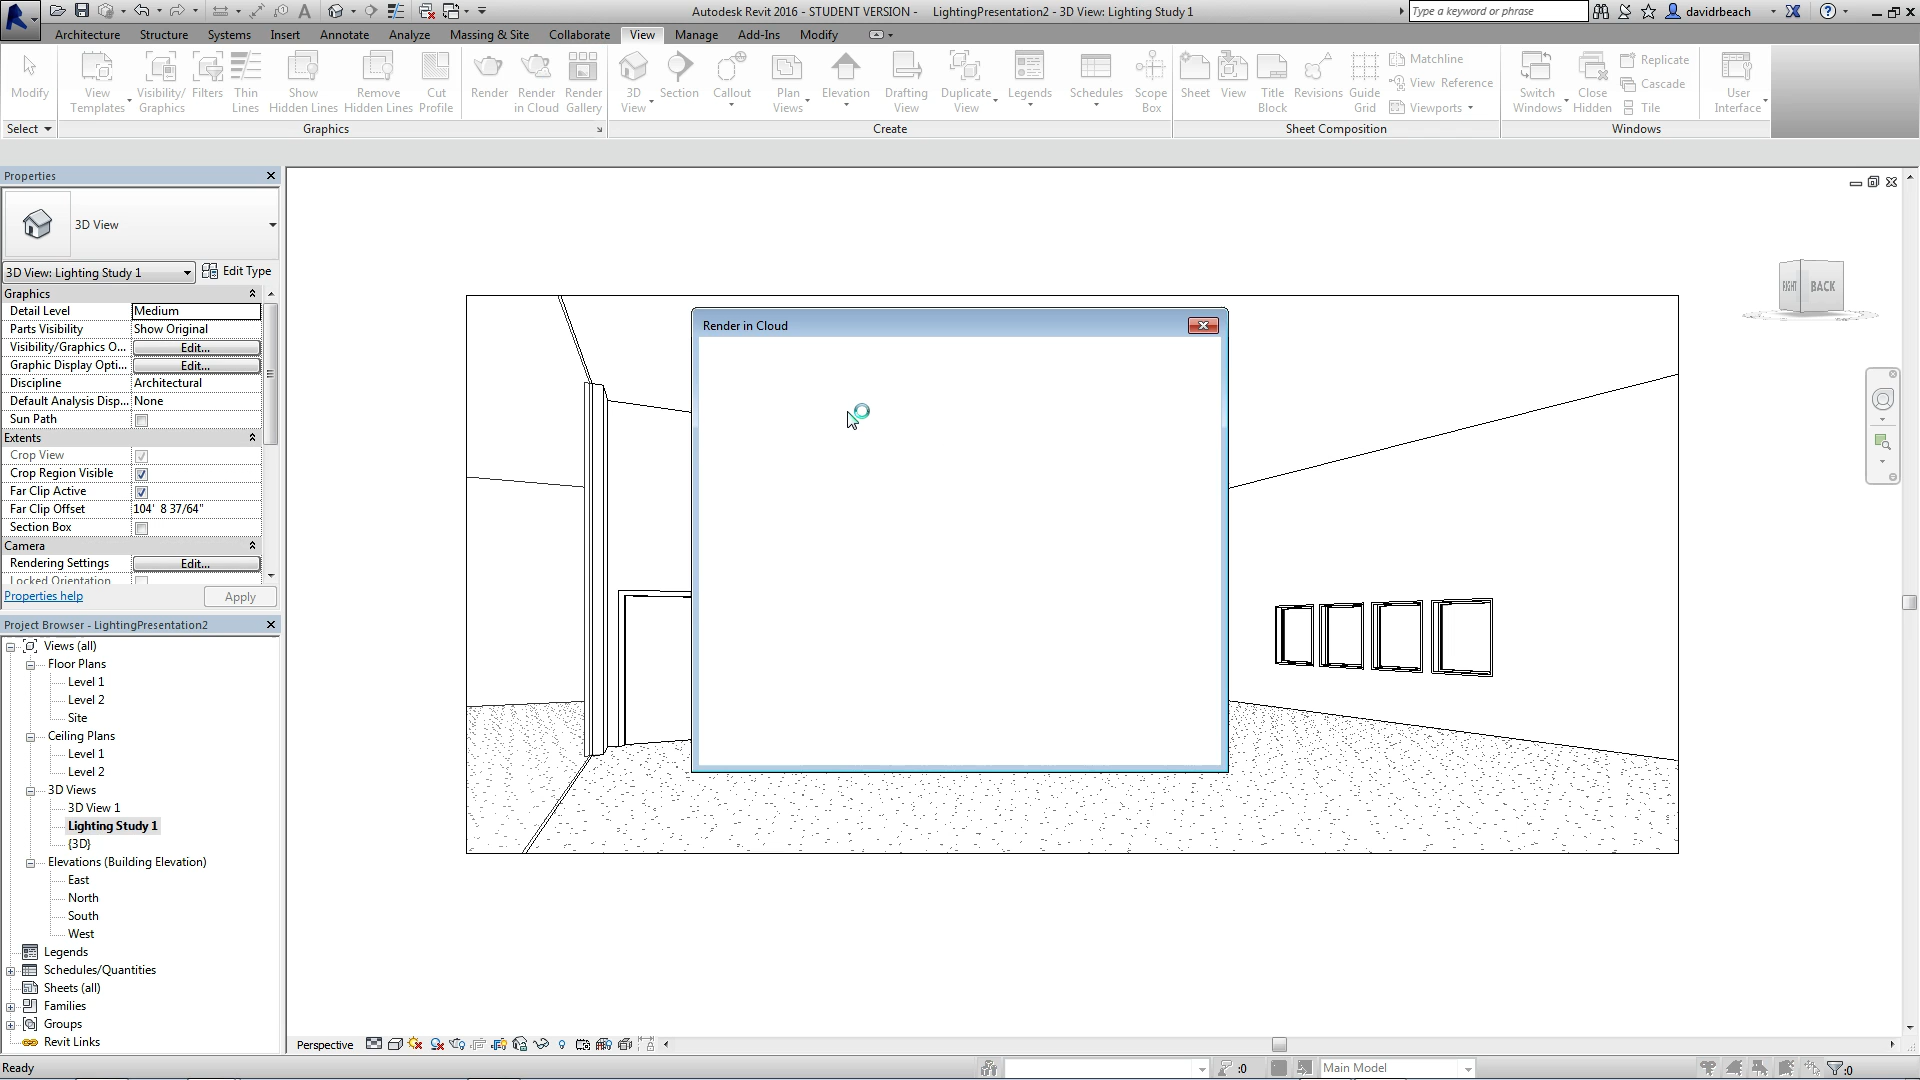 Autodesk Revit 2016 - STUDENT VERSION - LightingPresentation2 - 3D View: Lighting Study 1
Type a keyword or phrase
davidrbeach
Architecture Structure Systems Insert Annotate Analyze Massing & Site Collaborate View Manage Add-Ins Modify
Modify
View Templates
Visibility/ Graphics
Filters
Thin Lines
Show Hidden Lines
Remove Hidden Lines
Cut Profile
Render
Render in Cloud
Render Gallery
3D View
Section
Callout
Plan Views
Elevation
Drafting View
Duplicate View
Legends
Schedules
Scope Box
Sheet
View
Title Block
Revisions
Guide Grid
Matchline
View Reference
Viewports
Switch Windows
Close Hidden
Replicate
Cascade
Tile
User Interface
Select Graphics Create Sheet Composition Windows
Properties
3D View
3D View: Lighting Study 1 Edit Type
Graphics
Detail Level Medium
Parts Visibility Show Original
Visibility/Graphics O... Edit...
Graphic Display Opti... Edit...
Discipline Architectural
Default Analysis Disp... None
Sun Path
Extents
Crop View
Crop Region Visible
Far Clip Active
Far Clip Offset 104' 8 37/64"
Section Box
Camera
Rendering Settings Edit...
Locked Orientation
Properties help Apply
Project Browser - LightingPresentation2
Views (all)
Floor Plans
Level 1
Level 2
Site
Ceiling Plans
Level 1
Level 2
3D Views
3D View 1
Lighting Study 1
{3D}
Elevations (Building Elevation)
East
North
South
West
Legends
Schedules/Quantities
Sheets (all)
Families
Groups
Revit Links
Render in Cloud
RIGHT BACK
Perspective
Ready
:0
Main Model
:0